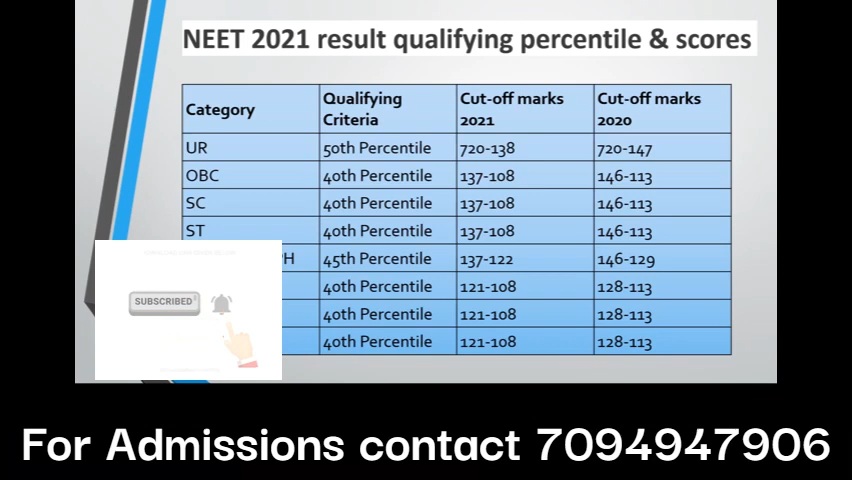 NEET 2021 result qualifying percentile & scores
Category Qualifying Criteria Cut-off marks 2021 Cut-off marks 2020
UR 50th Percentile 720-138 720-147
OBC 40th Percentile 137-108 146-113
SC 40th Percentile 137-108 146-113
ST 40th Percentile 137-108 146-113
PH 45th Percentile 137-122 146-129
40th Percentile 121-108 128-113
40th Percentile 121-108 128-113
40th Percentile 121-108 128-113
SUBSCRIBED
For Admissions contact 7094947906